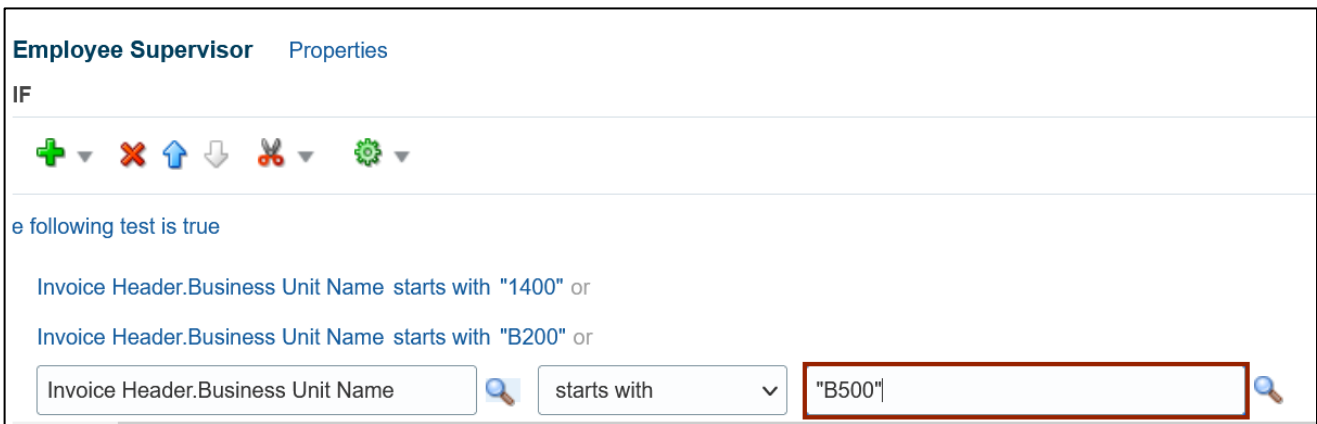 Employee Supervisor Properties
IF
e following test is true
Invoice Header.Business Unit Name starts with "1400" or
Invoice Header.Business Unit Name starts with "B200" or
Invoice Header.Business Unit Name starts with "B500"